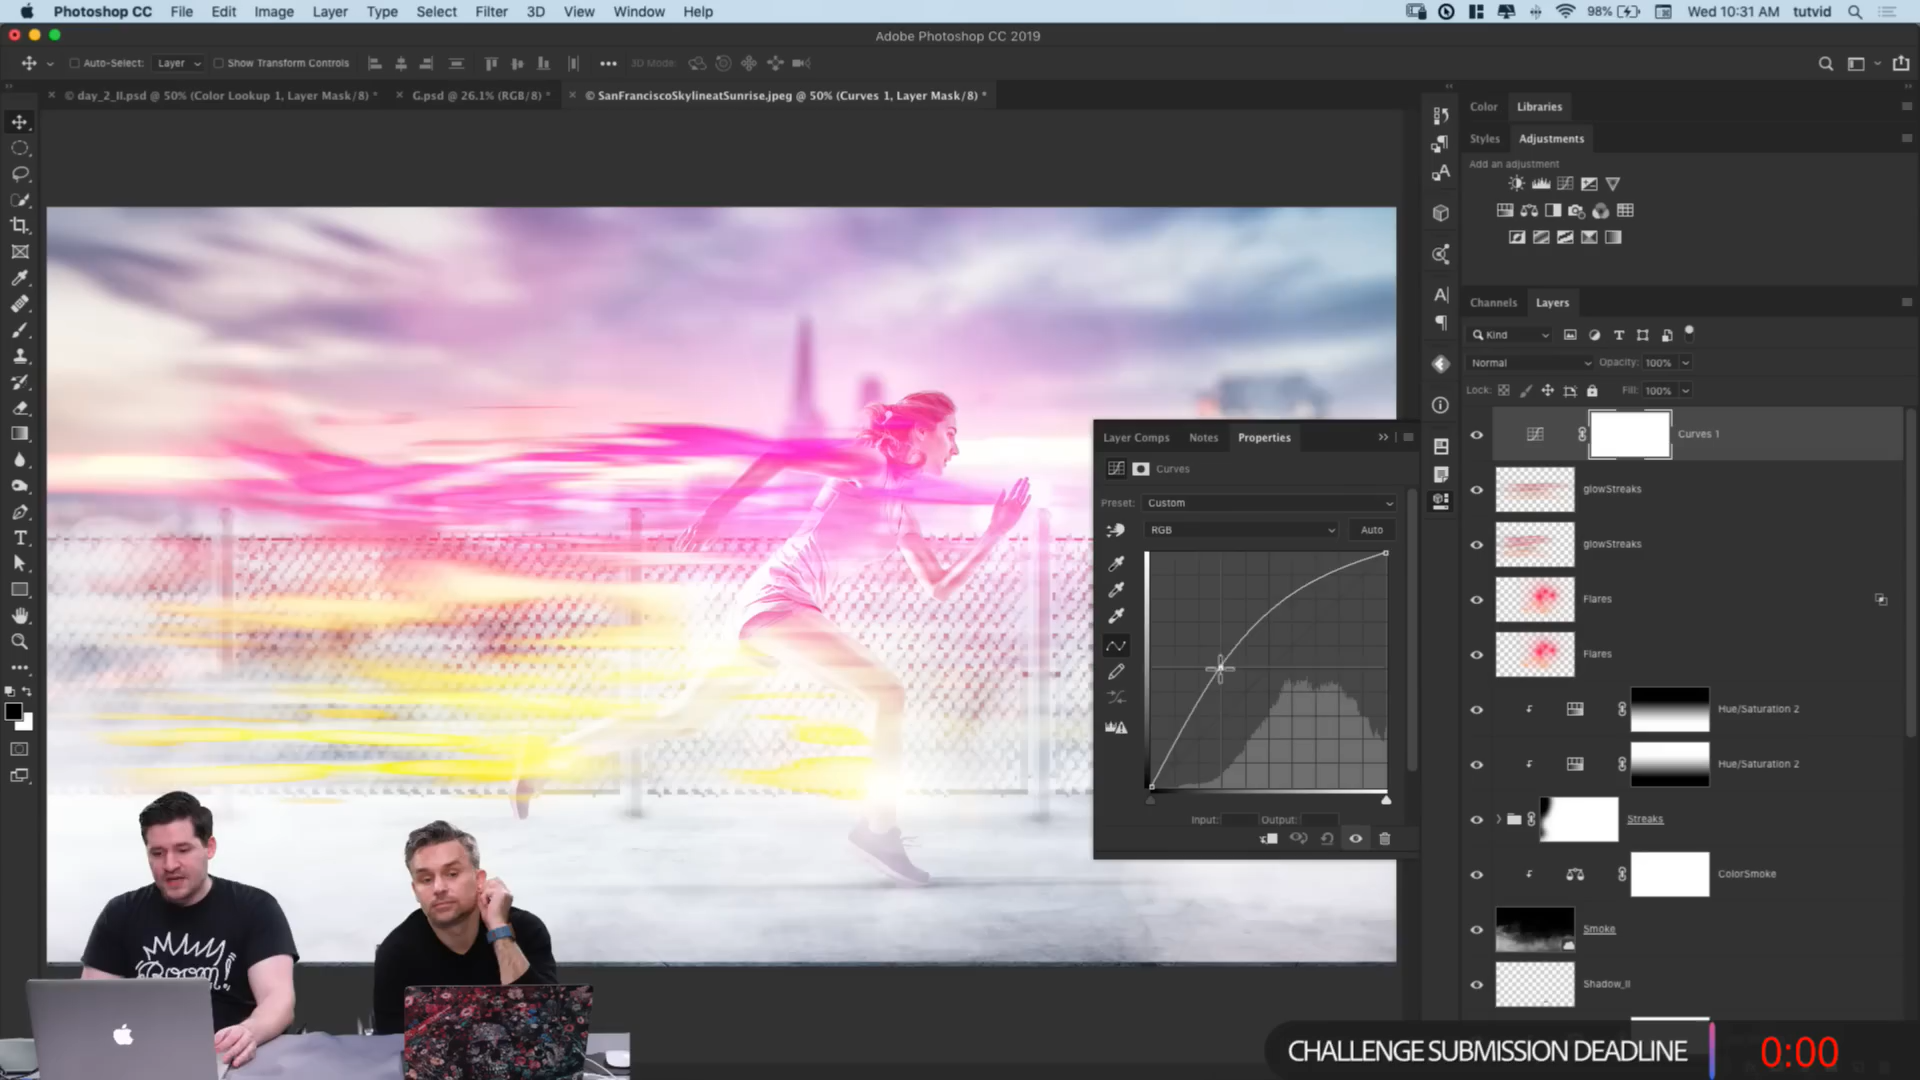 Photoshop CC File Edit Image Layer Type Select Filter 3D View Window Help 98% Wed 10:31 AM tutvid
Adobe Photoshop CC 2019
Auto-Select: Layer Show Transform Controls 3D Mode:
© day_2_II.psd @ 50% (Color Lookup 1, Layer Mask/8) * G.psd @ 26.1% (RGB/8) * © SanFranciscoSkylineatSunrise.jpeg @ 50% (Curves 1, Layer Mask/8) *
Color Libraries
Styles Adjustments
Add an adjustment
Channels Layers
Kind
Normal Opacity: 100%
Lock: Fill: 100%
Curves 1
Layer Comps Notes Properties
Curves
Preset: Custom
RGB Auto
Input: Output:
glowStreaks
glowStreaks
Flares
Flares
Hue/Saturation 2
Hue/Saturation 2
Streaks
ColorSmoke
Smoke
Shadow_II
Boom!
CHALLENGE SUBMISSION DEADLINE 0:00